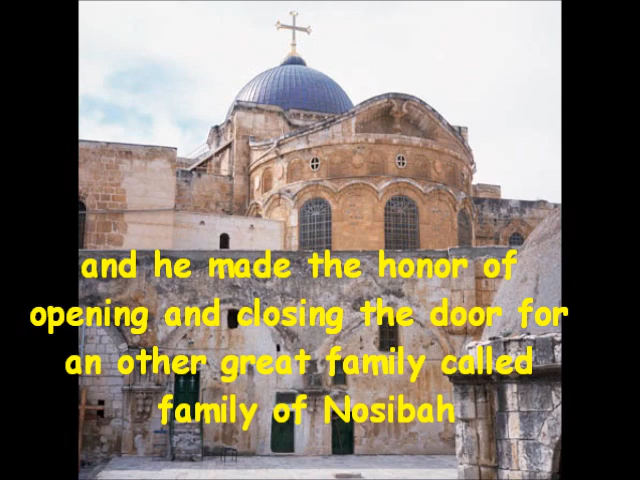 and he made the honor of
opening and closing the door for
an other great family called
family of Nosibah